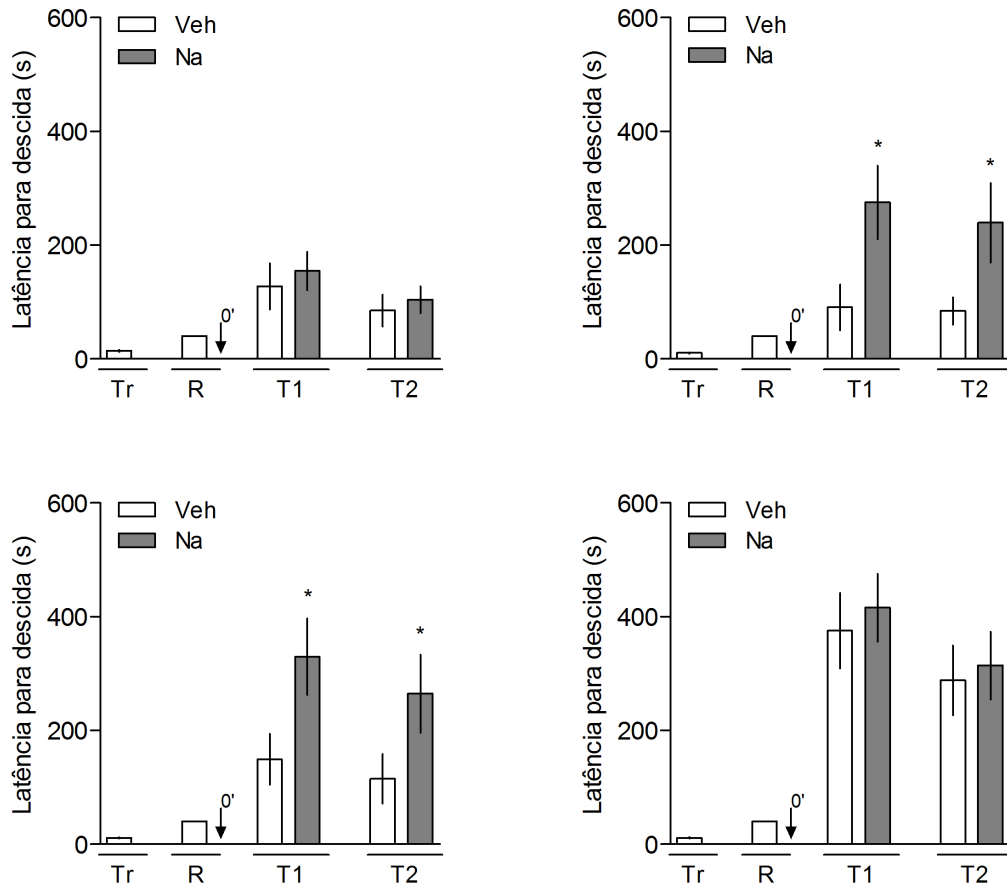 Latência para descida (s)
600
400
200
0
Veh
Na
0'
Tr R T1 T2
Latência para descida (s)
600
400
200
0
Veh
Na
*
*
0'
Tr R T1 T2
Latência para descida (s)
600
400
200
0
Veh
Na
*
*
0'
Tr R T1 T2
Latência para descida (s)
600
400
200
0
Veh
Na
0'
Tr R T1 T2